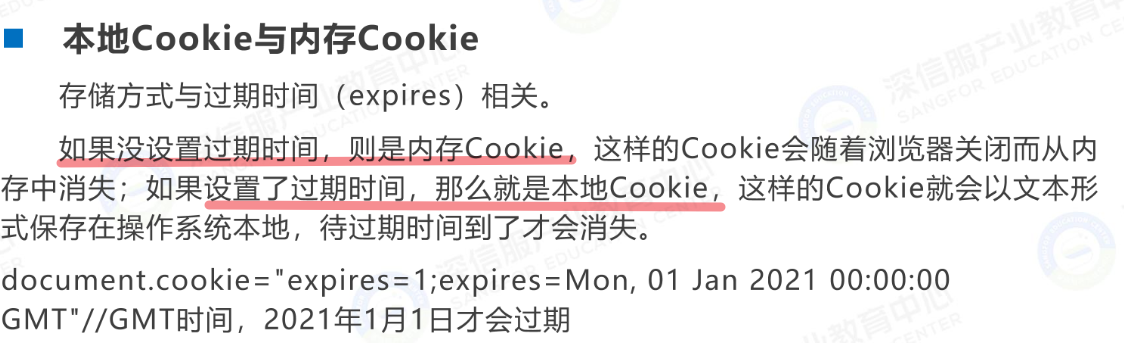 本地Cookie与内存Cookie
存储方式与过期时间（expires）相关。
如果没设置过期时间，则是内存Cookie，这样的Cookie会随着浏览器关闭而从内
存中消失；如果设置了过期时间，那么就是本地Cookie，这样的Cookie就会以文本形
式保存在操作系统本地，待过期时间到了才会消失。
document.cookie="expires=1;expires=Mon, 01 Jan 2021 00:00:00
GMT"//GMT时间，2021年1月1日才会过期
深信服产业教育中心
SANGFOR EDUCATION CENTER